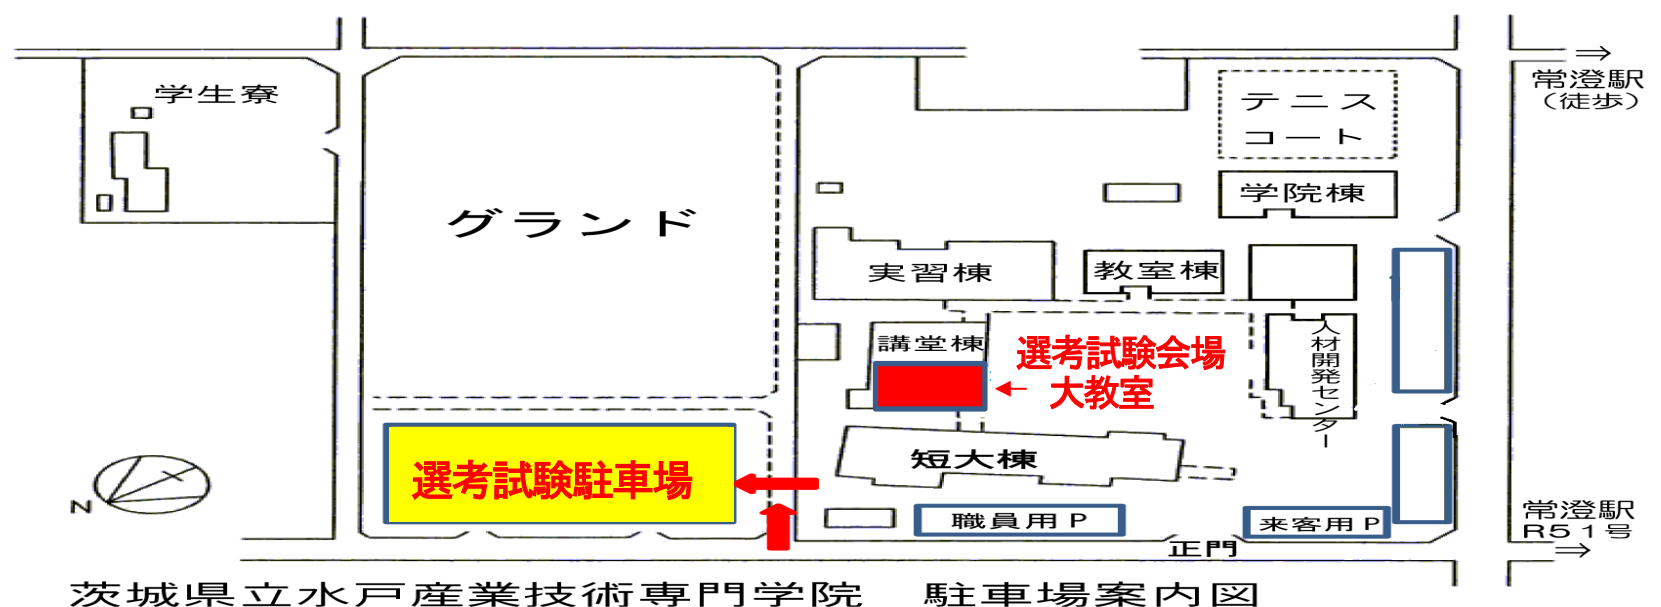 学生寮
⇒
常澄駅
（徒歩）
テニス
コート
グランド
学院棟
実習棟
教室棟
講堂棟
選考試験会場
大教室
人材開発センター
短大棟
選考試験駐車場
N
職員用P
来客用P
正門
常澄駅
R51号
⇒
茨城県立水戸産業技術専門学院 駐車場案内図